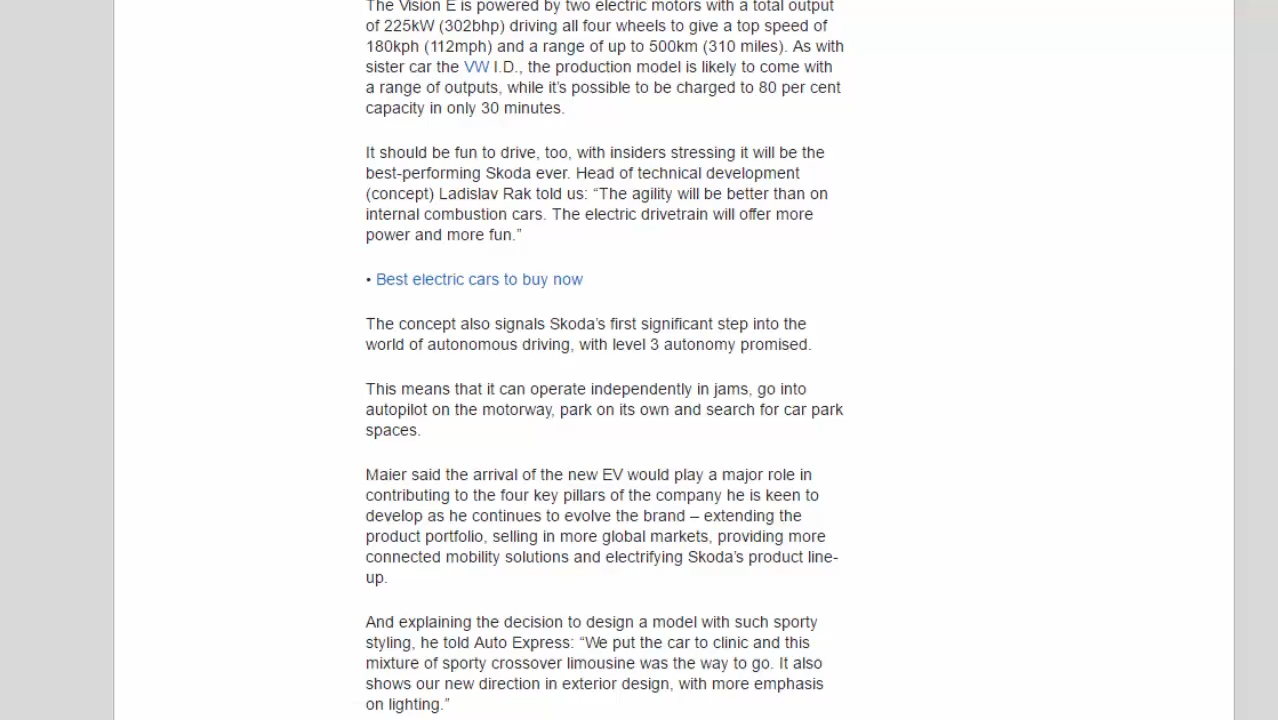 The Vision E is powered by two electric motors with a total output
of 225kW (302bhp) driving all four wheels to give a top speed of
180kph (112mph) and a range of up to 500km (310 miles). As with
sister car the VW I.D., the production model is likely to come with
a range of outputs, while it’s possible to be charged to 80 per cent
capacity in only 30 minutes.
It should be fun to drive, too, with insiders stressing it will be the
best-performing Skoda ever. Head of technical development
(concept) Ladislav Rak told us: “The agility will be better than on
internal combustion cars. The electric drivetrain will offer more
power and more fun.”
• Best electric cars to buy now
The concept also signals Skoda’s first significant step into the
world of autonomous driving, with level 3 autonomy promised.
This means that it can operate independently in jams, go into
autopilot on the motorway, park on its own and search for car park
spaces.
Maier said the arrival of the new EV would play a major role in
contributing to the four key pillars of the company he is keen to
develop as he continues to evolve the brand – extending the
product portfolio, selling in more global markets, providing more
connected mobility solutions and electrifying Skoda’s product line-
up.
And explaining the decision to design a model with such sporty
styling, he told Auto Express: “We put the car to clinic and this
mixture of sporty crossover limousine was the way to go. It also
shows our new direction in exterior design, with more emphasis
on lighting.”